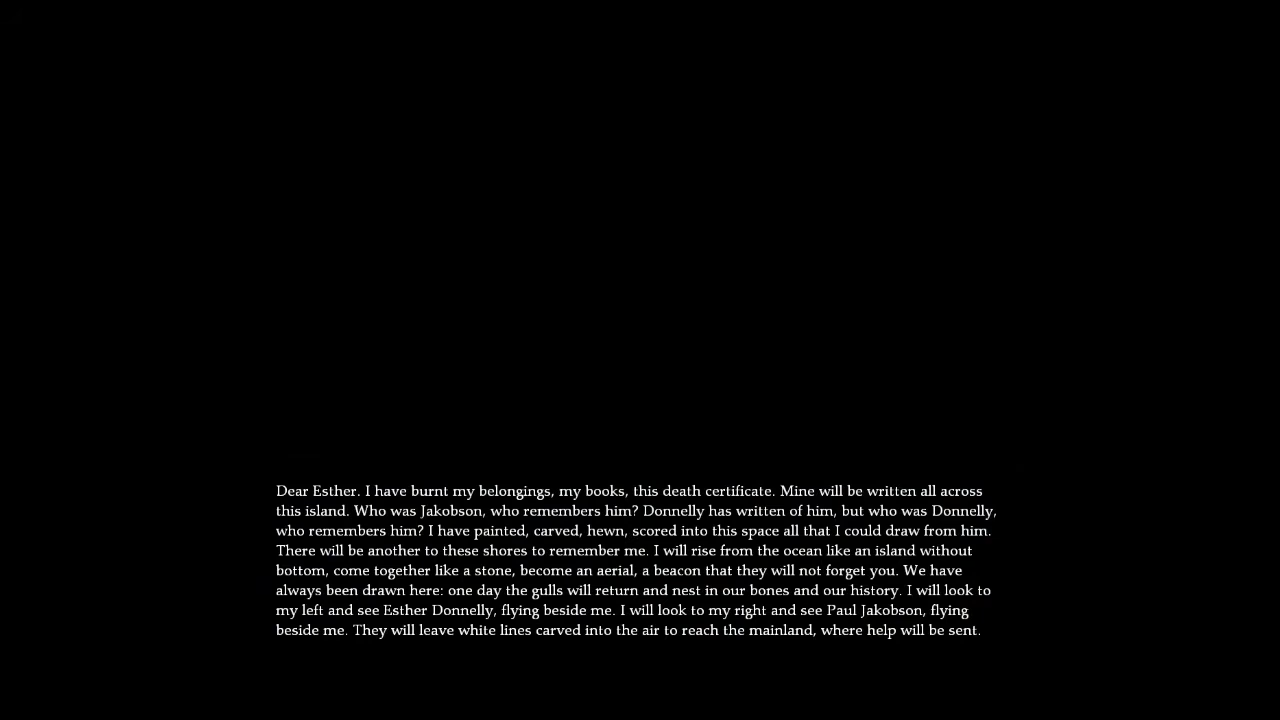 Dear Esther. I have burnt my belongings, my books, this death certificate. Mine will be written all across
this island. Who was Jakobson, who remembers him? Donnelly has written of him, but who was Donnelly,
who remembers him? I have painted, carved, hewn, scored into this space all that I could draw from him.
There will be another to these shores to remember me. I will rise from the ocean like an island without
bottom, come together like a stone, become an aerial, a beacon that they will not forget you. We have
always been drawn here: one day the gulls will return and nest in our bones and our history. I will look to
my left and see Esther Donnelly, flying beside me. I will look to my right and see Paul Jakobson, flying
beside me. They will leave white lines carved into the air to reach the mainland, where help will be sent.